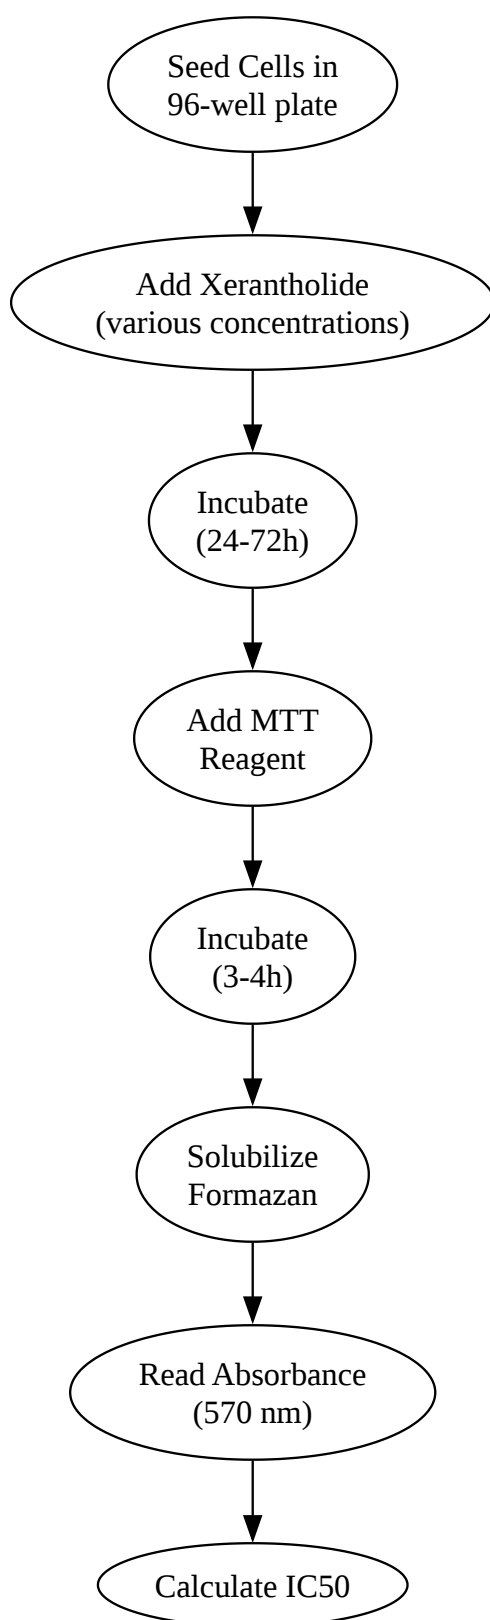 Seed Cells in
96-well plate
Add Xerantholide
(various concentrations)
Incubate
(24-72h)
Add MTT
Reagent
Incubate
(3-4h)
Solubilize
Formazan
Read Absorbance
(570 nm)
Calculate IC50